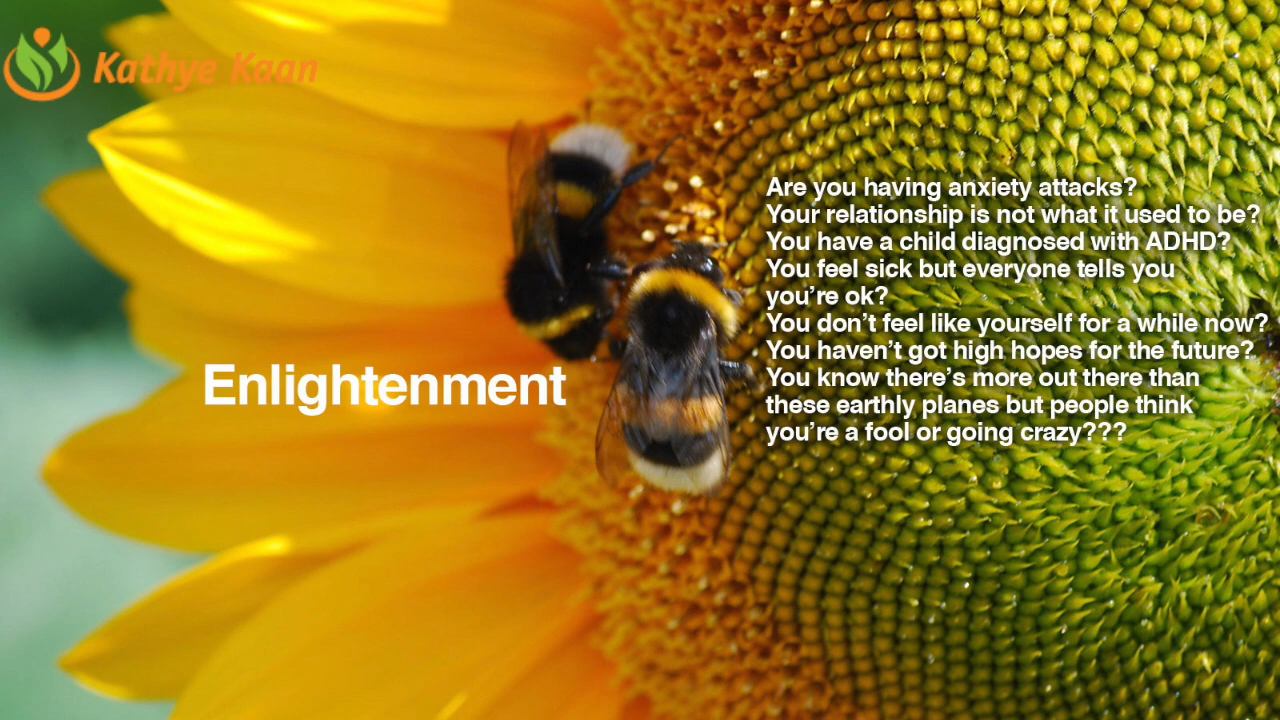 Kathye Kaan
Enlightenment
Are you having anxiety attacks?
Your relationship is not what it used to be?
You have a child diagnosed with ADHD?
You feel sick but everyone tells you
you're ok?
You don't feel like yourself for a while now?
You haven't got high hopes for the future?
You know there's more out there than
these earthly planes but people think
you're a fool or going crazy???